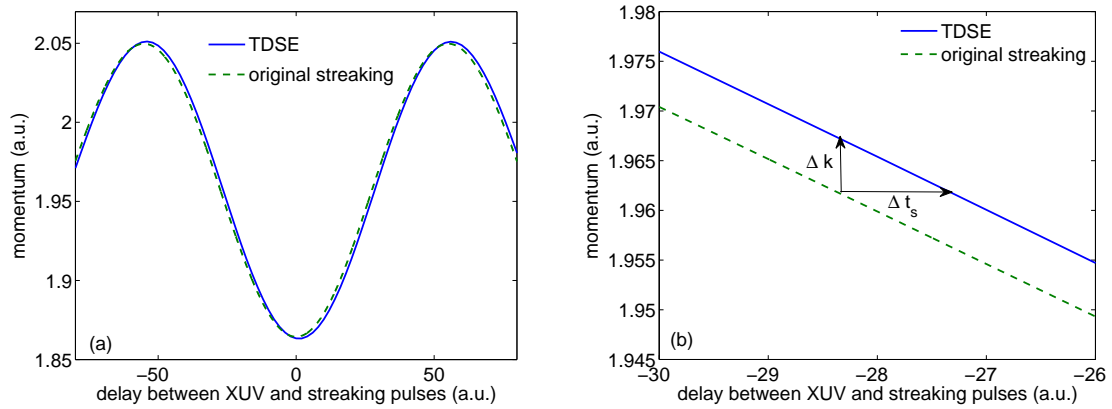 2.05
2
1.95
1.9
1.85
momentum (a.u.)
TDSE
original streaking
(a)
−50
0
50
delay between XUV and streaking pulses (a.u.)
1.98
1.975
1.97
1.965
1.96
1.955
1.95
1.945
momentum (a.u.)
TDSE
original streaking
Δ k
Δ t_s
(b)
−30
−29
−28
−27
−26
delay between XUV and streaking pulses (a.u.)